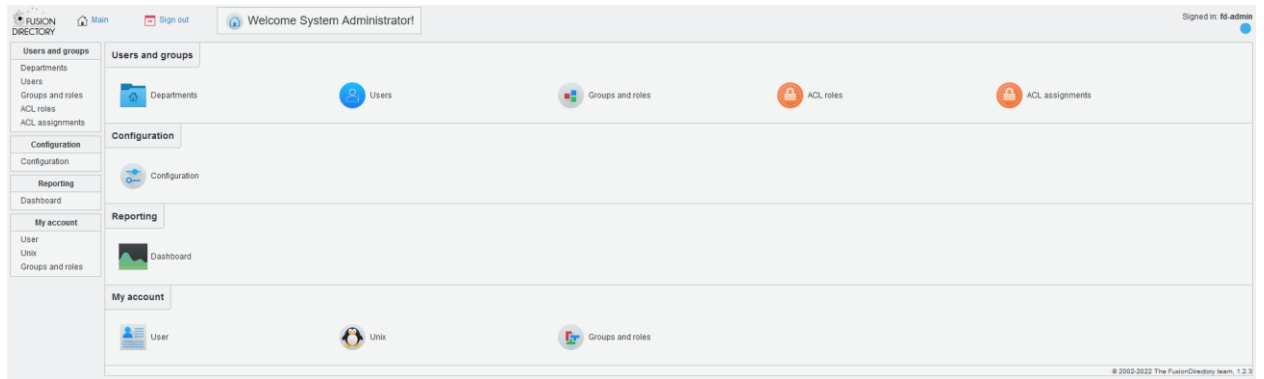 FUSION
DIRECTORY
Main
Sign out
Welcome System Administrator!
Signed in: fd-admin
Users and groups
Departments
Users
Groups and roles
ACL roles
ACL assignments
Configuration
Configuration
Reporting
Dashboard
My account
User
Unix
Groups and roles
Users and groups
Departments
Users
Groups and roles
ACL roles
ACL assignments
Configuration
Configuration
Reporting
Dashboard
My account
User
Unix
Groups and roles
© 2002-2022 The FusionDirectory team, 1.2.3